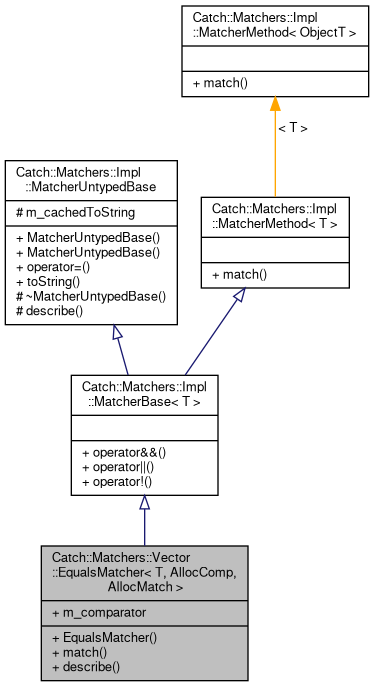 Catch::Matchers::Impl
::MatcherMethod< ObjectT >
+ match()
< T >
Catch::Matchers::Impl
::MatcherUntypedBase
# m_cachedToString
+ MatcherUntypedBase()
+ MatcherUntypedBase()
+ operator=()
+ toString()
# ~MatcherUntypedBase()
# describe()
Catch::Matchers::Impl
::MatcherMethod< T >
+ match()
Catch::Matchers::Impl
::MatcherBase< T >
+ operator&&()
+ operator||()
+ operator!()
Catch::Matchers::Vector
::EqualsMatcher< T, AllocComp,
AllocMatch >
+ m_comparator
+ EqualsMatcher()
+ match()
+ describe()